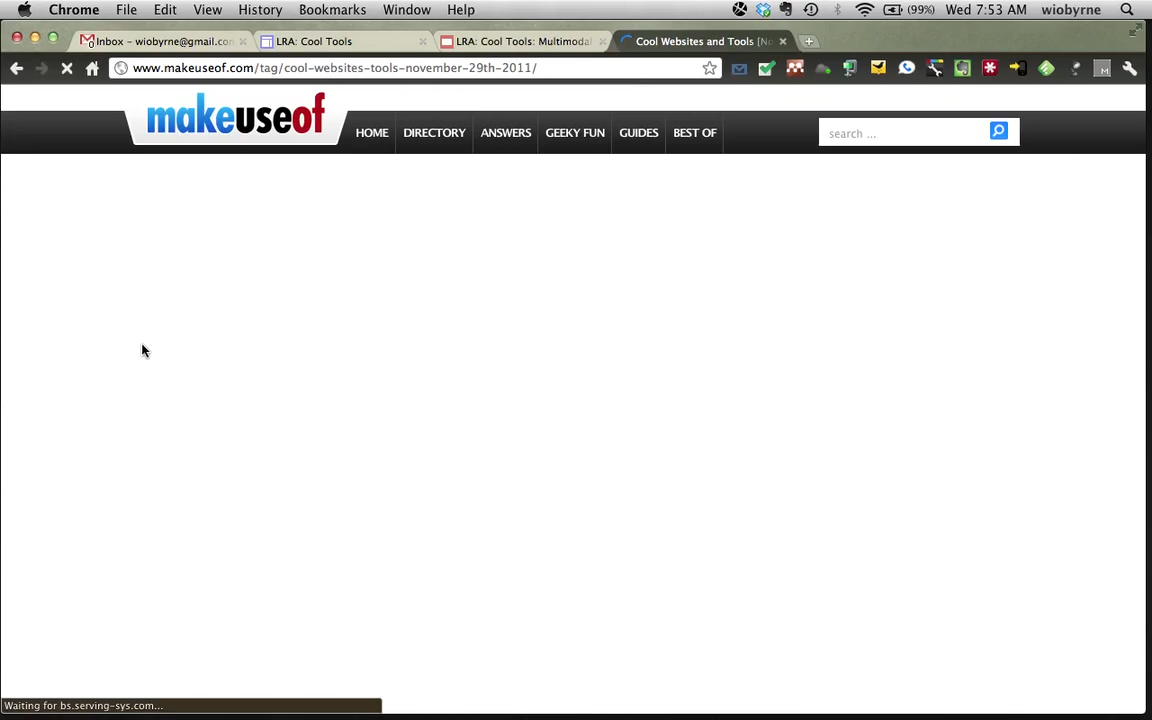 Chrome File Edit View History Bookmarks Window Help (99%) Wed 7:53 AM wiobyrne
Inbox - wiobyrne@gmail.con LRA: Cool Tools LRA: Cool Tools: Multimodal Cool Websites and Tools [No
www.makeuseof.com/tag/cool-websites-tools-november-29th-2011/
makeuseof HOME DIRECTORY ANSWERS GEEKY FUN GUIDES BEST OF search ...
Waiting for bs.serving-sys.com...